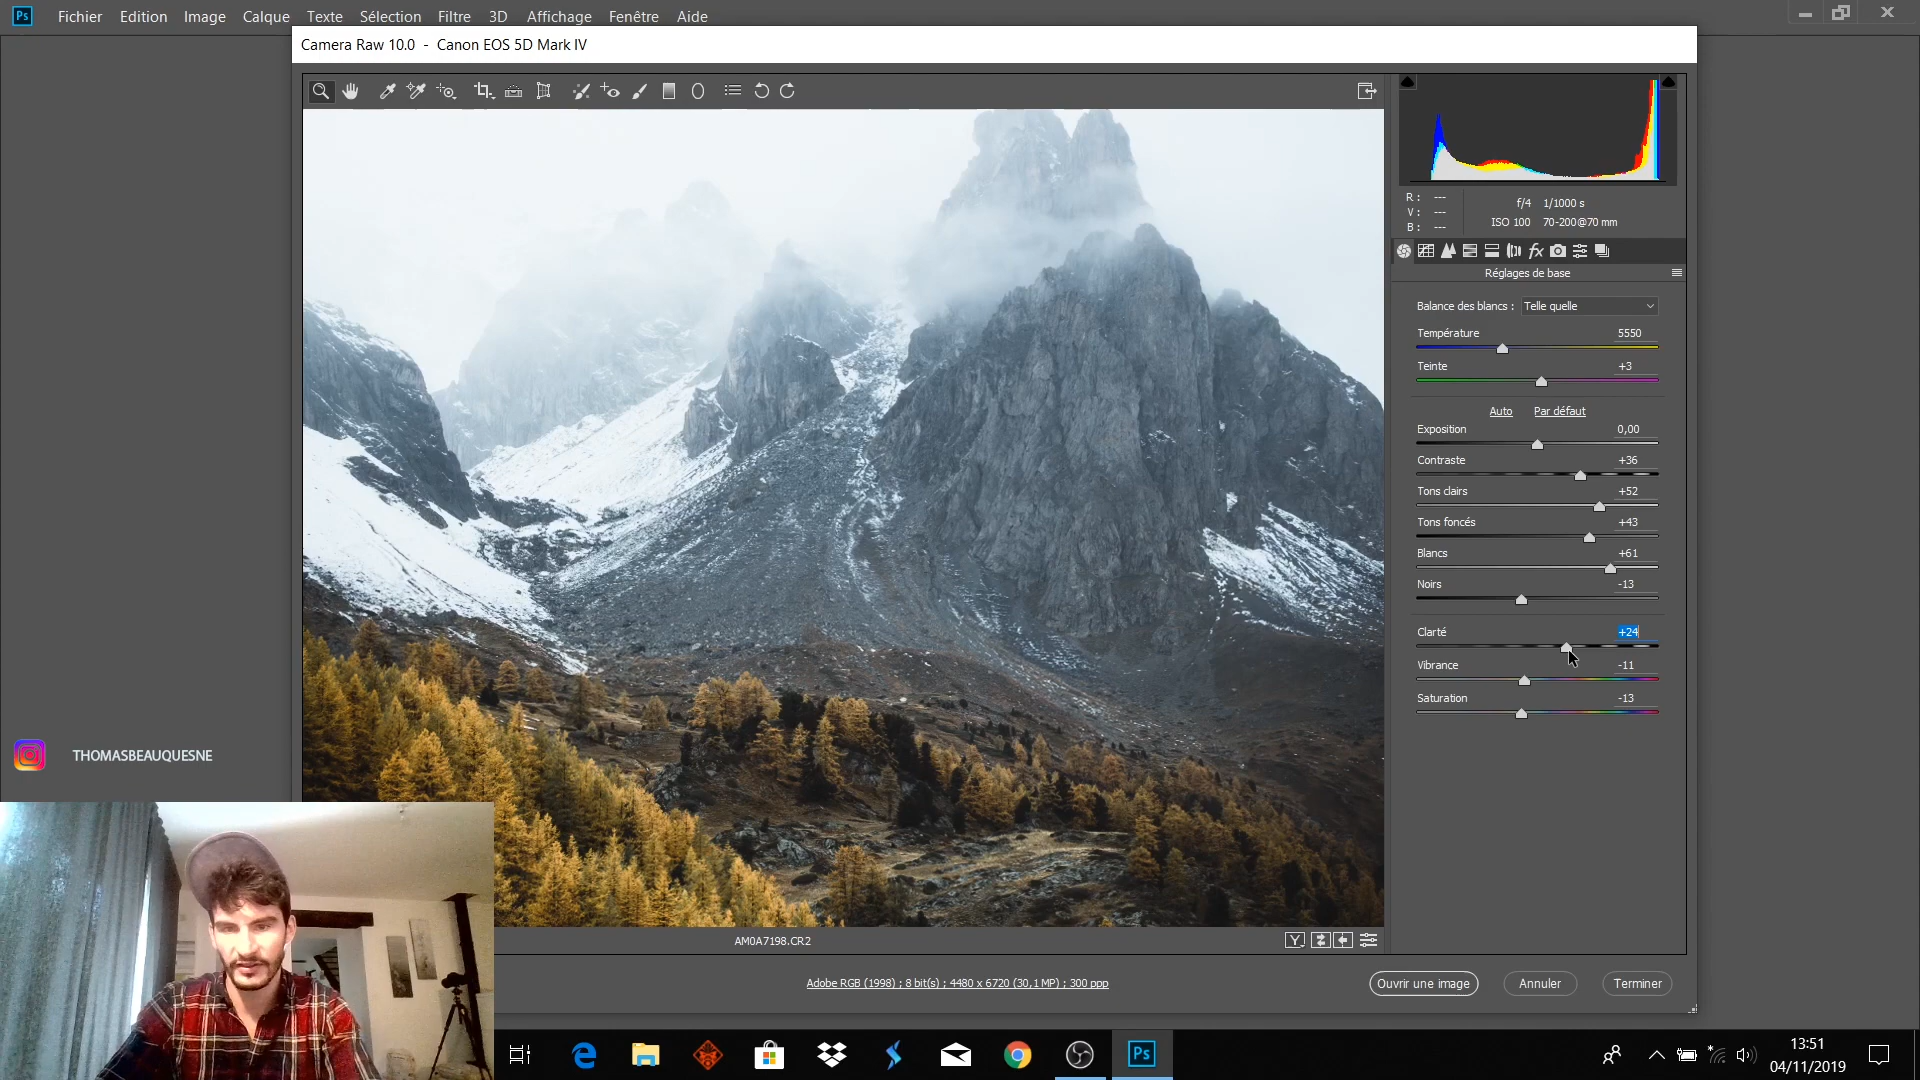 Ps Fichier Edition Image Calque Texte Sélection Filtre 3D Affichage Fenêtre Aide
Camera Raw 10.0 - Canon EOS 5D Mark IV
R : ---
V : ---
B : ---
f/4 1/1000 s
ISO 100 70-200@70 mm
fx
Réglages de base
Balance des blancs : Telle quelle
Température 5550
Teinte +3
Auto Par défaut
Exposition 0,00
Contraste +36
Tons clairs +52
Tons foncés +43
Blancs +61
Noirs -13
Clarté +24
Vibrance -11
Saturation -13
THOMASBEAUQUESNE
AM0A7198.CR2
Y
Adobe RGB (1998) ; 8 bit(s) ; 4480 x 6720 (30,1 MP) ; 300 ppp
Ouvrir une image Annuler Terminer
Ps
13:51
04/11/2019